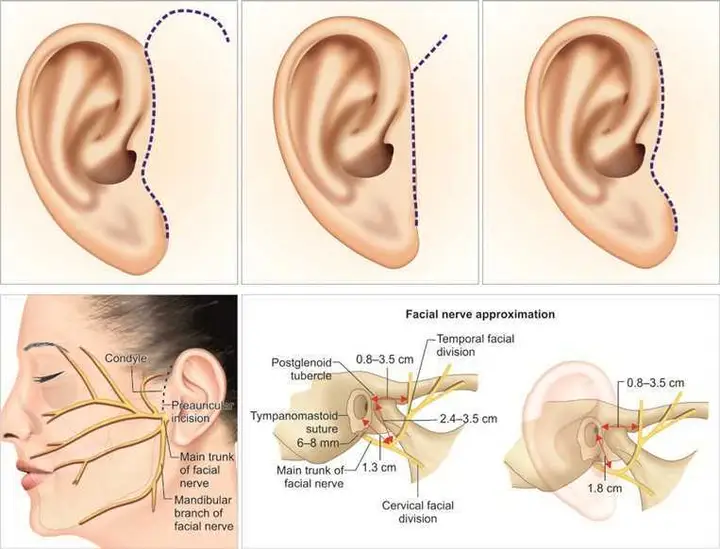 Condyle
Preauricular
incision
Main trunk
of facial
nerve
Mandibular
branch of
facial nerve
Facial nerve approximation
Temporal facial
division
0.8–3.5 cm
Postglenoid
tubercle
Tympanomastoid
suture
6–8 mm
2.4–3.5 cm
Main trunk of
facial nerve
1.3 cm
Cervical facial
division
0.8–3.5 cm
1.8 cm